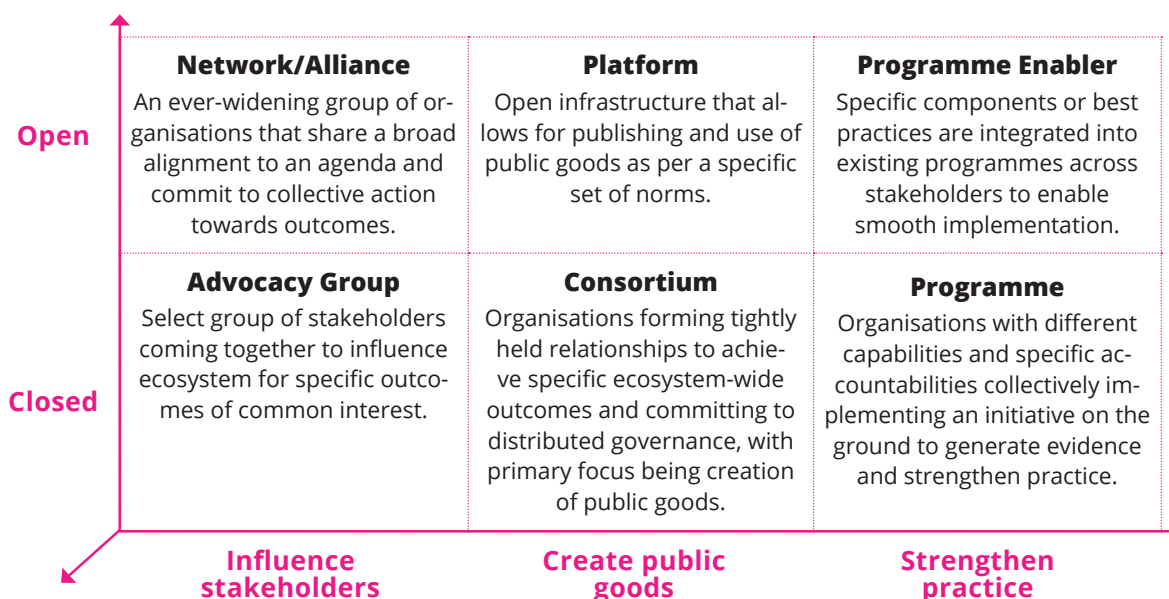 Open
Network/Alliance
An ever-widening group of or-
ganisations that share a broad
alignment to an agenda and
commit to collective action
towards outcomes.
Platform
Open infrastructure that al-
lows for publishing and use of
public goods as per a specific
set of norms.
Programme Enabler
Specific components or best
practices are integrated into
existing programmes across
stakeholders to enable
smooth implementation.
Closed
Advocacy Group
Select group of stakeholders
coming together to influence
ecosystem for specific outco-
mes of common interest.
Consortium
Organisations forming tightly
held relationships to achie-
ve specific ecosystem-wide
outcomes and committing to
distributed governance, with
primary focus being creation
of public goods.
Programme
Organisations with different
capabilities and specific ac-
countabilities collectively im-
plementing an initiative on the
ground to generate evidence
and strengthen practice.
Influence
stakeholders
Create public
goods
Strengthen
practice